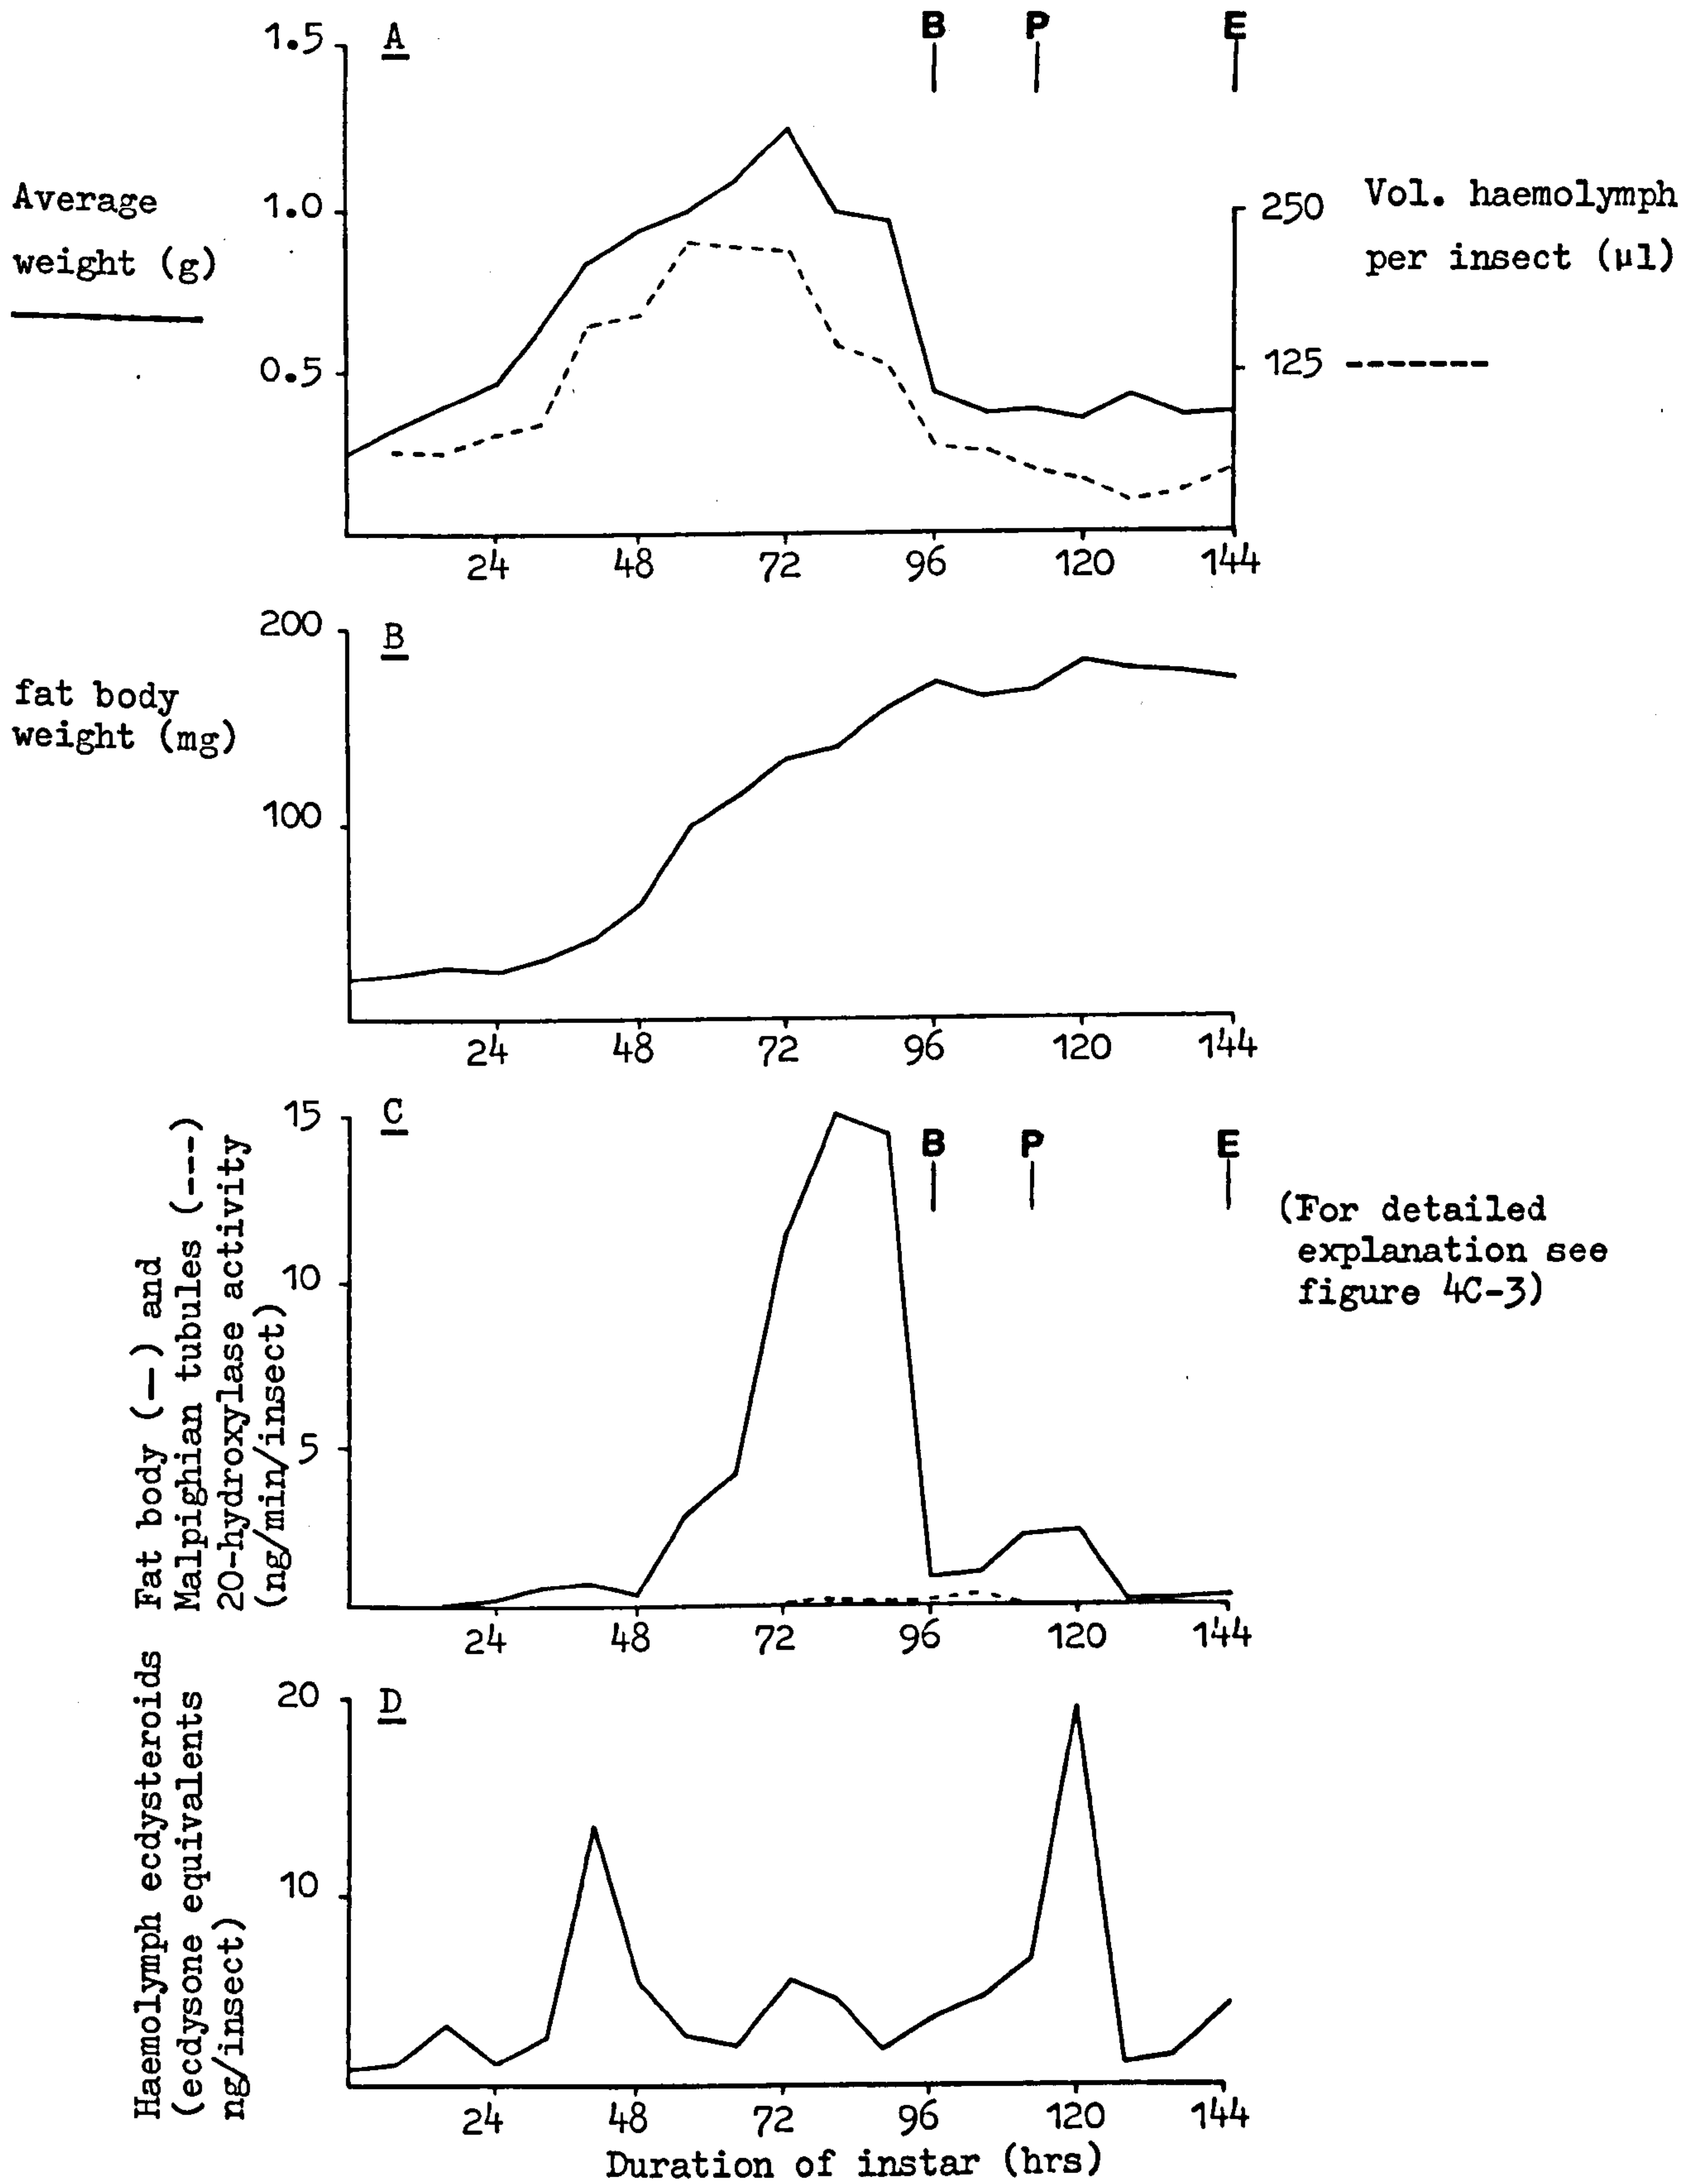 A
B P E
1.5
1.0
0.5
Average
weight (g)
250
125
Vol. haemolymph
per insect (µl)
24 48 72 96 120 144
B
200
100
fat body
weight (mg)
24 48 72 96 120 144
C
B P E
15
10
5
Fat body (—) and
Malpighian tubules (---)
20-hydroxylase activity
(ng/min/insect)
(For detailed
explanation see
figure 4C-3)
24 48 72 96 120 144
D
20
10
Haemolymph ecdysteroids
(ecdysone equivalents
ng/insect)
24 48 72 96 120 144
Duration of instar (hrs)